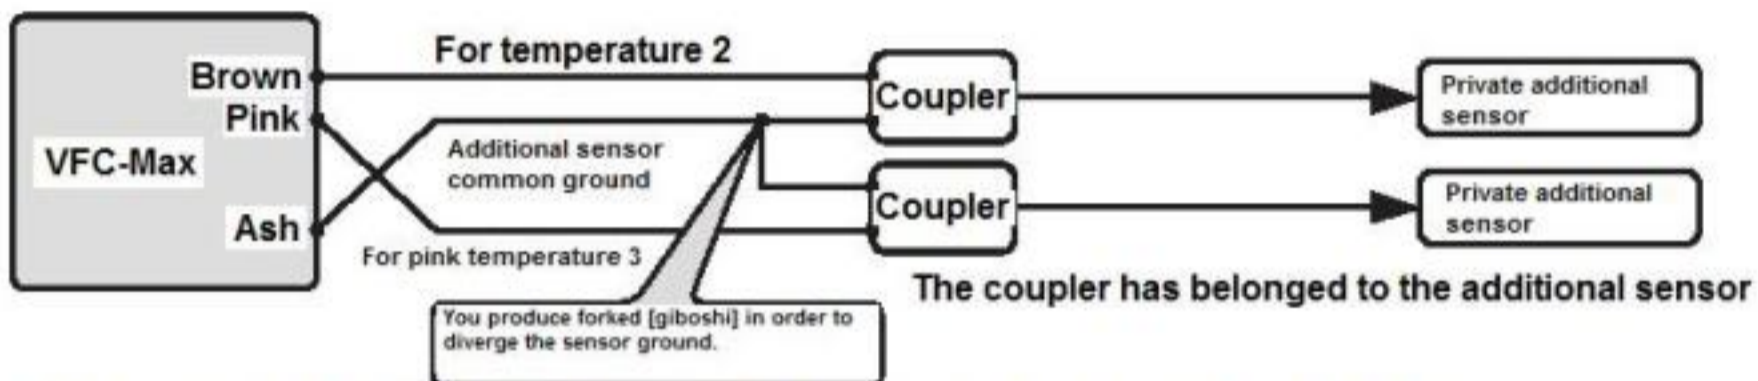 For temperature 2
Brown
Pink
VFC-Max
Ash
Additional sensor
common ground
For pink temperature 3
You produce forked [giboshi] in order to
diverge the sensor ground.
Coupler
Coupler
Private additional
sensor
Private additional
sensor
The coupler has belonged to the additional sensor